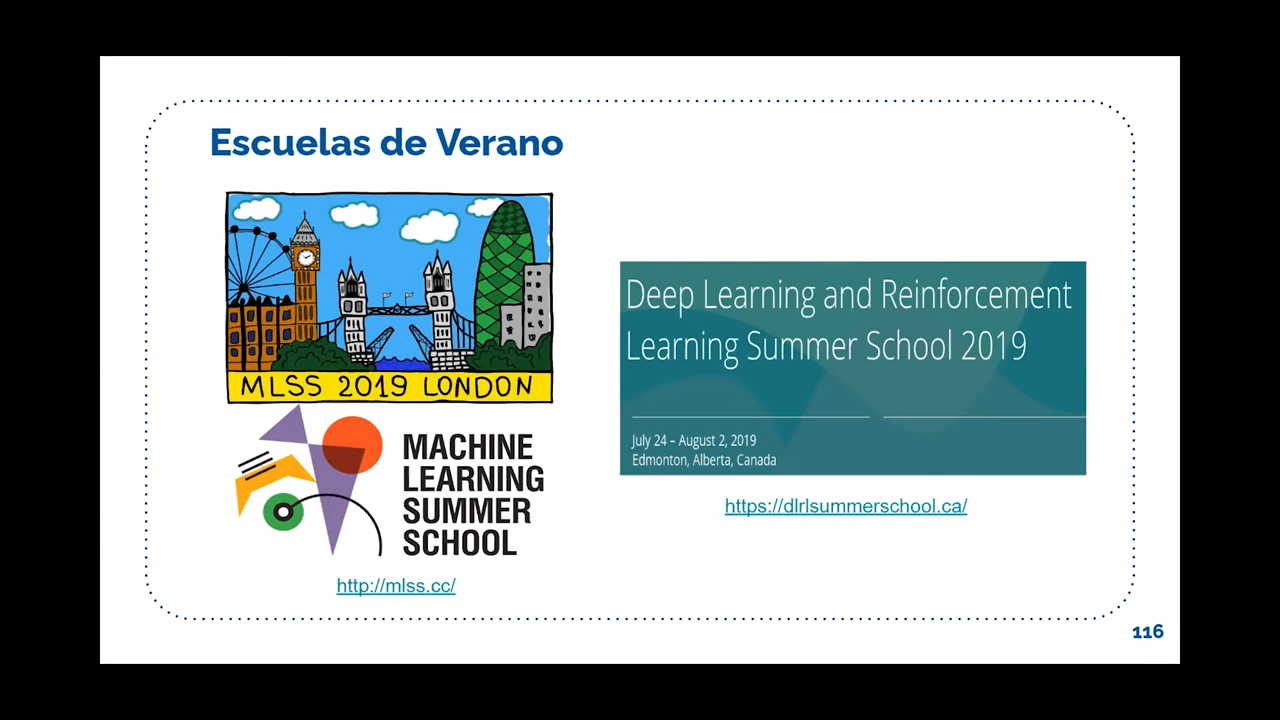 Escuelas de Verano
MLSS 2019 LONDON
MACHINE
LEARNING
SUMMER
SCHOOL
http://mlss.cc/
Deep Learning and Reinforcement
Learning Summer School 2019
July 24 – August 2, 2019
Edmonton, Alberta, Canada
https://dlrlsummerschool.ca/
116